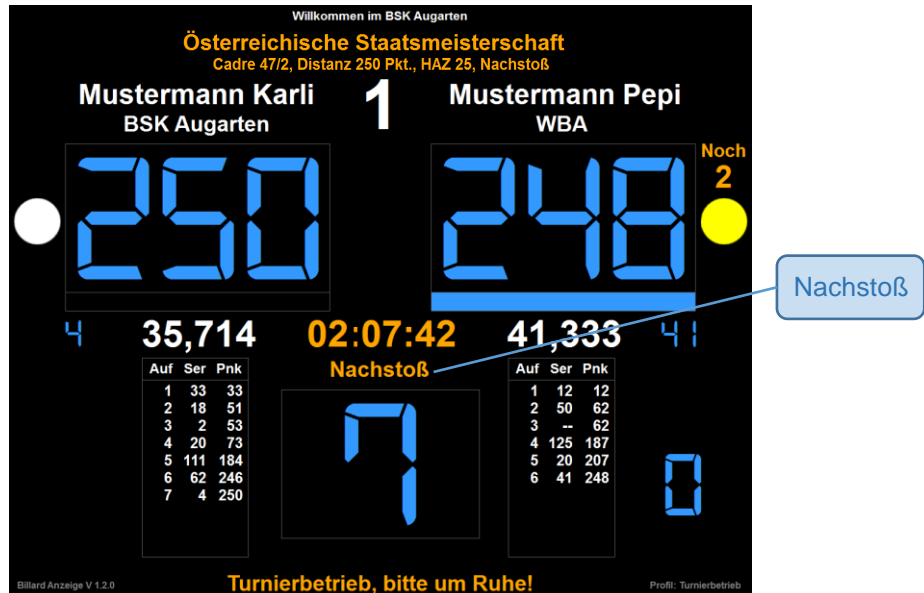 Willkommen im BSK Augarten
Österreichische Staatsmeisterschaft
Cadre 47/2, Distanz 250 Pkt., HAZ 25, Nachstoß
Mustermann Karli 1 Mustermann Pepi
BSK Augarten WBA
Noch
2
250 248
4 35,714 02:07:42 41,333 41
Nachstoß
Nachstoß
Auf Ser Pnk
1 33 33
2 18 51
3 2 53
4 20 73
5 111 184
6 62 246
7 4 250
7
Auf Ser Pnk
1 12 12
2 50 62
3 -- 62
4 125 187
5 20 207
6 41 248
0
Billard Anzeige V 1.2.0 Turnierbetrieb, bitte um Ruhe! Profil: Turnierbetrieb